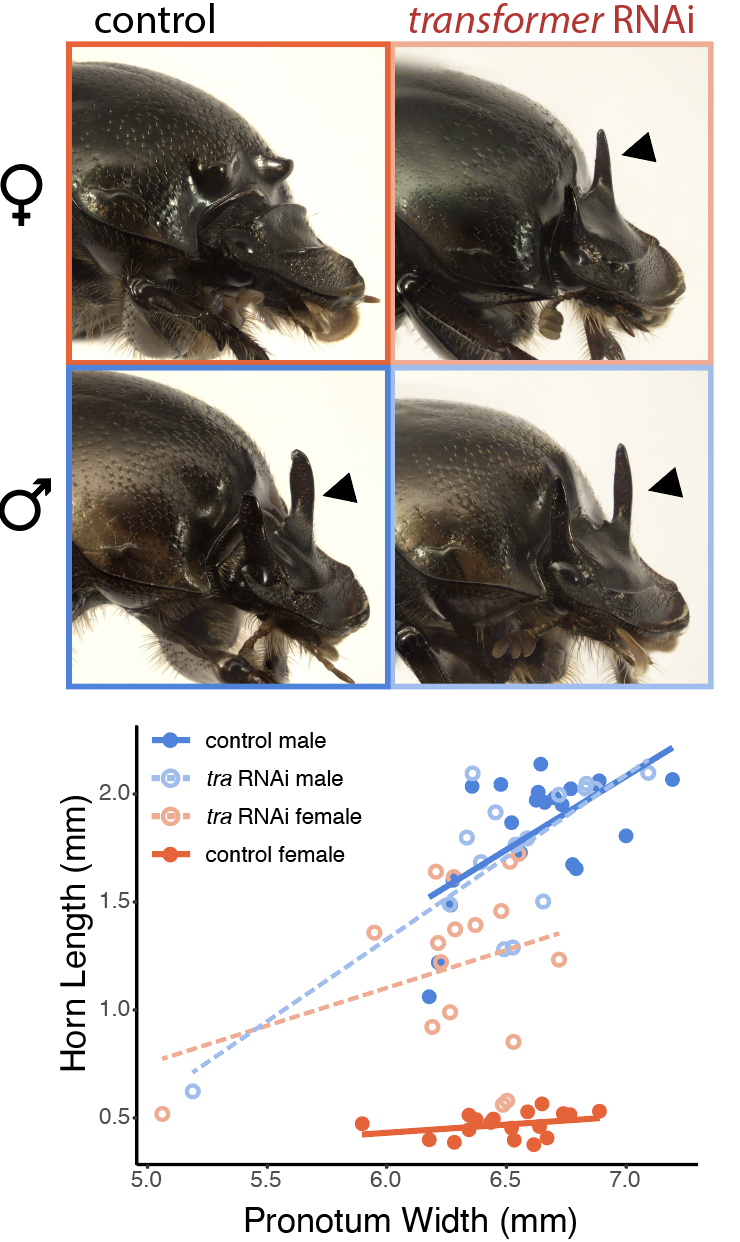 control
transformer RNAi
♀
♂
control male
tra RNAi male
tra RNAi female
control female
Horn Length (mm)
2.0
1.5
1.0
0.5
5.0 5.5 6.0 6.5 7.0
Pronotum Width (mm)